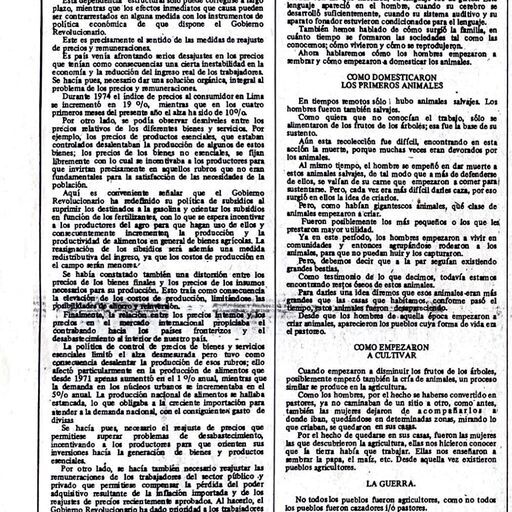 Esta dependencia estructural sólo puede corregirse a largo
plazo, mientras que los efectos inmediatos que causa pueden
ser contrarrestados en alguna medida con los instrumentos de
política económica de que dispone el Gobierno
Revolucionario.
Este es precisamente el sentido de las medidas de reajuste
de precios y remuneraciones.
El país venía afrontando serios desajustes en los precios
que tenían como consecuencia una cierta inestabilidad en la
economía y la reducción del ingreso real de los trabajadores.
Se hacía pues, necesario dar una solución orgánica, integral al
problema de los precios y remuneraciones.
Durante 1974 el índice de precios al consumidor en Lima
se incrementó en 19 º/o, mientras que en los cuatro
primeros meses del presente año el alza ha sido de 10º/o.
Por otro lado, se podía observar desniveles entre los
precios relativos de los diferentes bienes y servicios. Por
ejemplo, los precios de productos esenciales, que estaban
controlados desalentaban la producción de algunos de estos
bienes; los precios de los bienes no esenciales, se fijan
libremente con lo cual se incentivaba a los productores para
que invirtan precisamente en aquellos rubros que no eran
fundamentales para la satisfacción de las necesidades de la
población.
Aquí es conveniente señalar que el Gobierno
Revolucionario ha redefinido su política de subsidios al
suprimir los destinados a la gasolina y orientar los subsidios
en función de los fertilizantes, con lo que se espera incentivar
a los productores del agro para que hagan uso de ellos y
consecuentemente incrementen, la producción y la
productividad de alimentos en general de bienes agrícolas. La
reasignación de los subsidios será además una medida
redistributiva del ingreso, ya que los costos de producción en
el campo serán menores.
Se había constatado también una distorsión entre los
precios de los bienes finales y los precios de los insumos
necesarios para su producción. Esto traía como consecuencia
la elevación de los costos de producción, limitándose las
posibilidades de ahorro y reinversión.
Finalmente, la relación entre los precios internos y los
precios en el mercado internacional propiciaba el
contrabando hacia los países fronterizos y el
desabastecimiento al interior de nuestro país.
La política de control de precios de bienes y servicios
esenciales limitó el alza desmesurada pero tuvo como
consecuencia desalentar la producción de esos rubros; ello
afectó particularmente en la producción de alimentos que
desde 1971 apenas aumentó en el 1 º/o anual, mientras que
la demanda en los núcleos urbanos se incrementaba en el
5º/o anual. La producción nacional de alimentos se hallaba
estancada, lo que obligaba a la creciente importación para
atender a la demanda nacional, con el consiguiente gasto de
divisas
Se hacía pues, necesario el reajuste de precios que
permitiese superar problemas de desabastecimiento,
incentivando a los productores para que orienten sus
inversiones hacia la generación de bienes y productos
esenciales.
Por otro lado, se hacía también necesario reajustar las
remuneraciones de los trabajadores del sector público y
privado que permitiese compensar la pérdida del poder
adquisitivo resultante de la inflación importada y de los
reajustes de precios recientemente aprobados. Al hacerlo, el
Gobierno Revolucionario ha dado prioridad a los trabajadores
lenguaje apareció en el hombre, cuando su cerebro se
desarrolló suficientemente, cuando su sistema auditivo y su
aparato fonador tuvieron condiciones para el lenguaje.
También hemos hablado de cómo surgió la familia, en
cuánto tiempo se formaron las sociedades tal como las
conocemos; cómo vivieron y cómo se reprodujeron.
Ahora hablaremos cómo los hombres empezaron a
sembrar y cómo empezaron a domesticar los animales.
COMO DOMESTICARON
LOS PRIMEROS ANIMALES
En tiempos remotos sólo hubo animales salvajes. Los
hombres fueron también salvajes.
Como quiera que no conocían el trabajo, sólo se
alimentaron de los frutos de los árboles; esa fue la base de su
sustento.
Aún esta recolección fue difícil, encontrando en esta
acción la muerte, porque muchas veces eran devorados por
los animales.
Al mismo tiempo, el hombre se empeñó en dar muerte a
estos animales salvajes, de tal modo que a más de defenderse
de ellos, se valían de su carne que empezaron a comer para
sustentarse. Pero, cada vez era más difícil darles caza, por eso
surgió en ellos la idea de criarlos.
Pero, como habían gigantescos animales, qué clase de
animales empezaron a criar.
Fueron posiblemente los más pequeños o los que les
prestaron mayor utilidad.
Ya en este período, los hombres empezaron a vivir en
comunidades y entonces agrupándose rodearon a los
animales, para que no puedan huir y los capturaron.
Pero, debemos decir que a la par seguían existiendo
grandes bestias,
Como testimonio de lo que decimos, todavía estamos
encontrando restos óseos de estos animales.
Para darles una idea diremos que esos animales eran más
grandes que las casas que habitamos, conforme pasó el
tiempo, estos animales fueron desapareciendo.
Desde que los hombres de aquella época empezaron a
criar animales, aparecieron los pueblos cuya forma de vida era
el pastoreo.
COMO EMPEZARON
A CULTIVAR
Cuando empezaron a disminuir los frutos de los árboles,
posiblemente empezó también la cría de animales, un proceso
similar se produce en la agricultura.
Como los hombres, por el hecho se haberse convertido en
pastores, ya no caminaban de un sitio a otro, como antes,
también las mujeres dejaron de acompañarlos a
donde iban, quedándose en determinadas zonas, mirando lo
que criaban, se quedaron en sus casas.
Por el hecho de quedarse en sus casas, fueron las mujeres
las que descubrieron la agricultura, ellas nos hicieron conocer
que la tierra había que trabajar. Ellas nos enseñaron a
sembrar la papa, el maíz, etc. Desde aquella vez existieron
pueblos agricultores.
LA GUERRA.
No todos los pueblos fueron agricultores, como no todos
los pueblos fueron cazadores i/ó pastores.